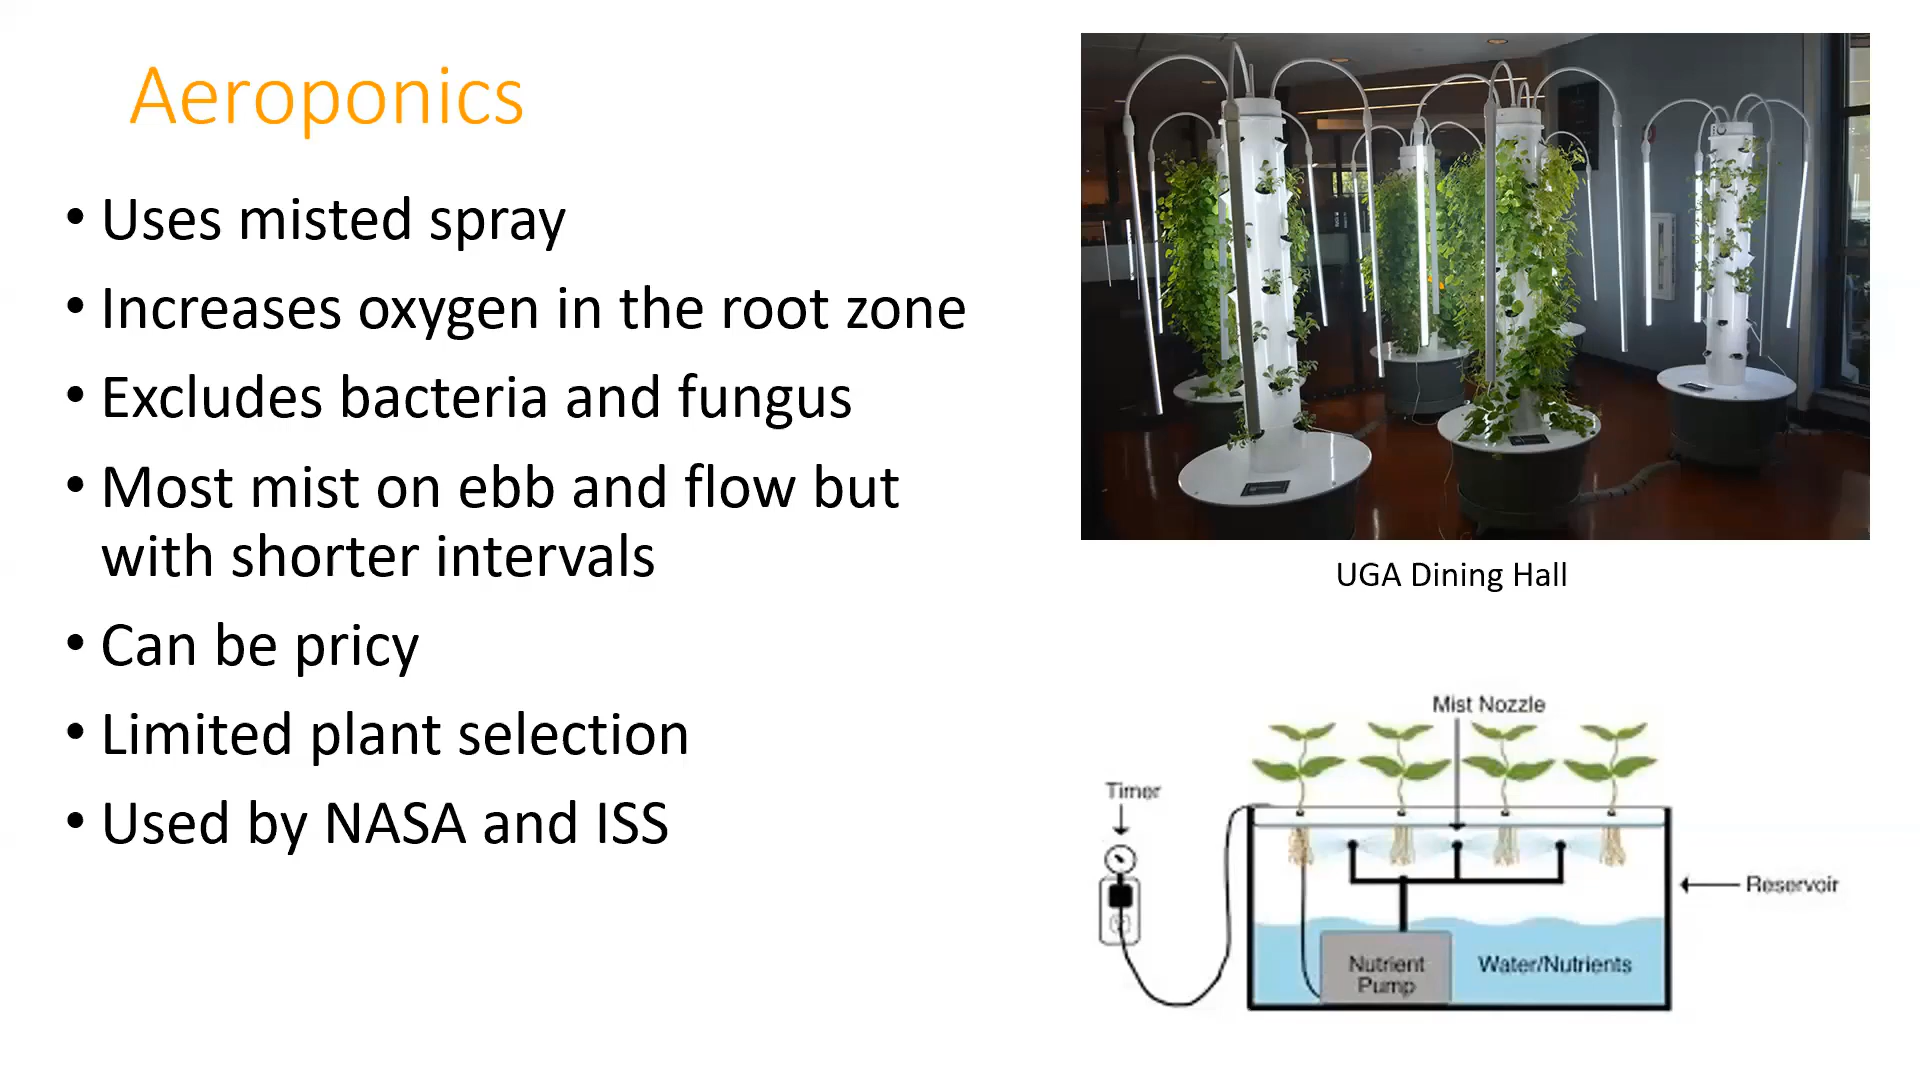 Aeroponics
• Uses misted spray
• Increases oxygen in the root zone
• Excludes bacteria and fungus
• Most mist on ebb and flow but
with shorter intervals
• Can be pricy
• Limited plant selection
• Used by NASA and ISS
UGA Dining Hall
Mist Nozzle
Timer
Reservoir
Nutrient
Pump
Water/Nutrients